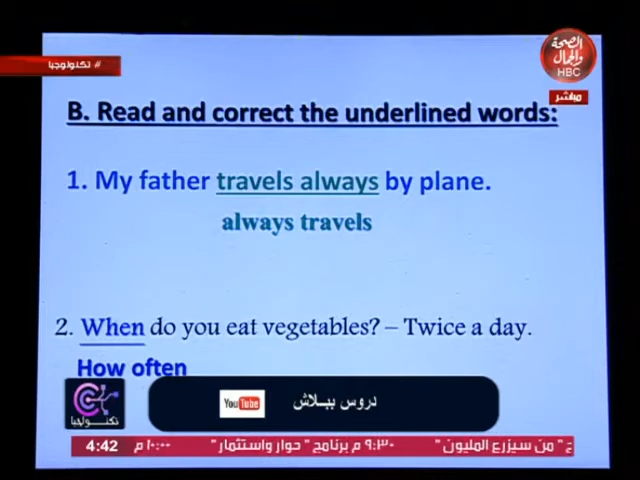 الصحة
والجمال
HBC
مباشر
# تكنولوجيا
B. Read and correct the underlined words:
1. My father travels always by plane.
always travels
2. When do you eat vegetables? – Twice a day.
How often
YouTube دروس ببلاش
تكنولوجيا
4:42 ١٠:٠٠ م ٩:٣٠ م برنامج " حوار واستثمار" " من سيزرع المليون "